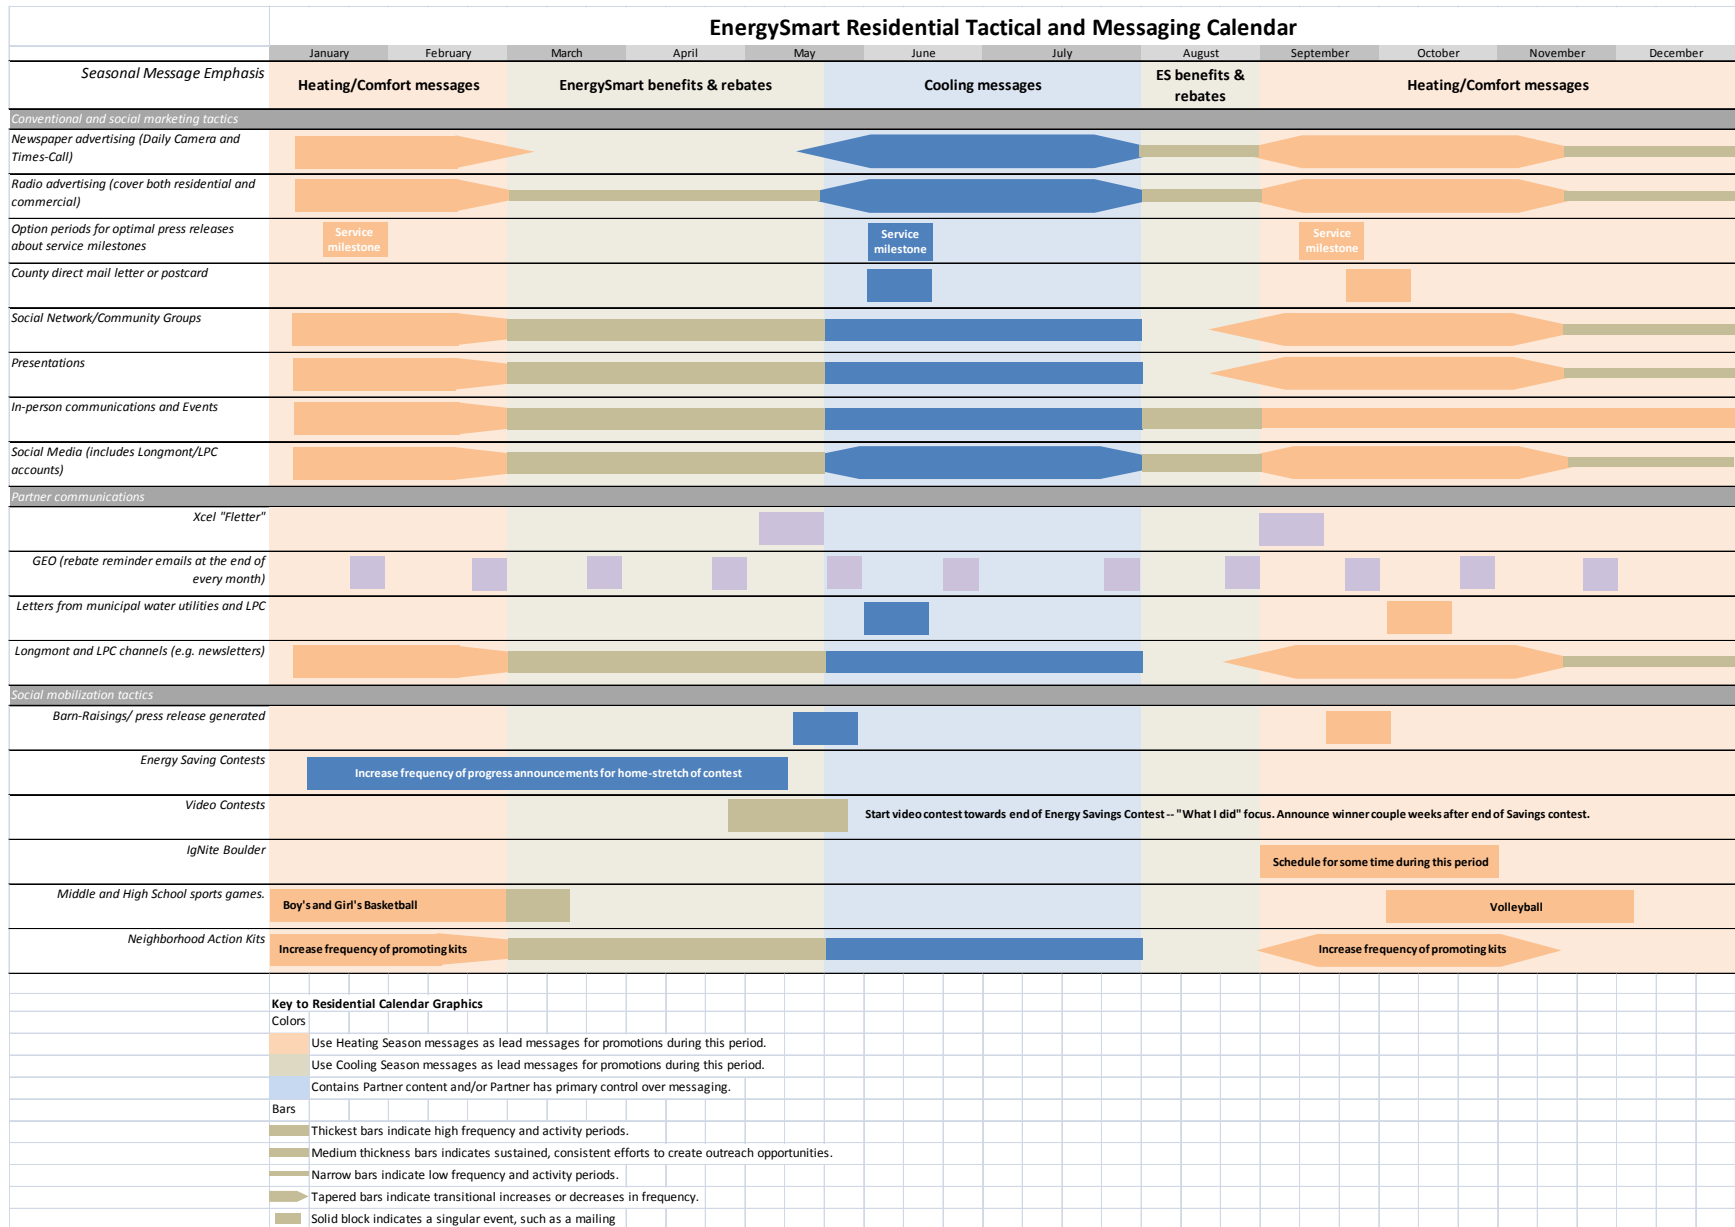 EnergySmart Residential Tactical and Messaging Calendar
January February March April May June July August September October November December
Seasonal Message Emphasis
Heating/Comfort messages
EnergySmart benefits & rebates
Cooling messages
ES benefits &
rebates
Heating/Comfort messages
Conventional and social marketing tactics
Newspaper advertising (Daily Camera and
Times-Call)
Radio advertising (cover both residential and
commercial)
Option periods for optimal press releases
about service milestones
Service
milestone
Service
milestone
Service
milestone
County direct mail letter or postcard
Social Network/Community Groups
Presentations
In-person communications and Events
Social Media (includes Longmont/LPC
accounts)
Partner communications
Xcel "Fletter"
GEO (rebate reminder emails at the end of
every month)
Letters from municipal water utilities and LPC
Longmont and LPC channels (e.g. newsletters)
Social mobilization tactics
Barn-Raisings/ press release generated
Energy Saving Contests
Increase frequency of progress announcements for home-stretch of contest
Video Contests
Start video contest towards end of Energy Savings Contest -- "What I did" focus. Announce winner couple weeks after end of Savings contest.
IgNite Boulder
Schedule for some time during this period
Middle and High School sports games.
Boy's and Girl's Basketball
Volleyball
Neighborhood Action Kits
Increase frequency of promoting kits
Increase frequency of promoting kits
Key to Residential Calendar Graphics
Colors
Use Heating Season messages as lead messages for promotions during this period.
Use Cooling Season messages as lead messages for promotions during this period.
Contains Partner content and/or Partner has primary control over messaging.
Bars
Thickest bars indicate high frequency and activity periods.
Medium thickness bars indicates sustained, consistent efforts to create outreach opportunities.
Narrow bars indicate low frequency and activity periods.
Tapered bars indicate transitional increases or decreases in frequency.
Solid block indicates a singular event, such as a mailing